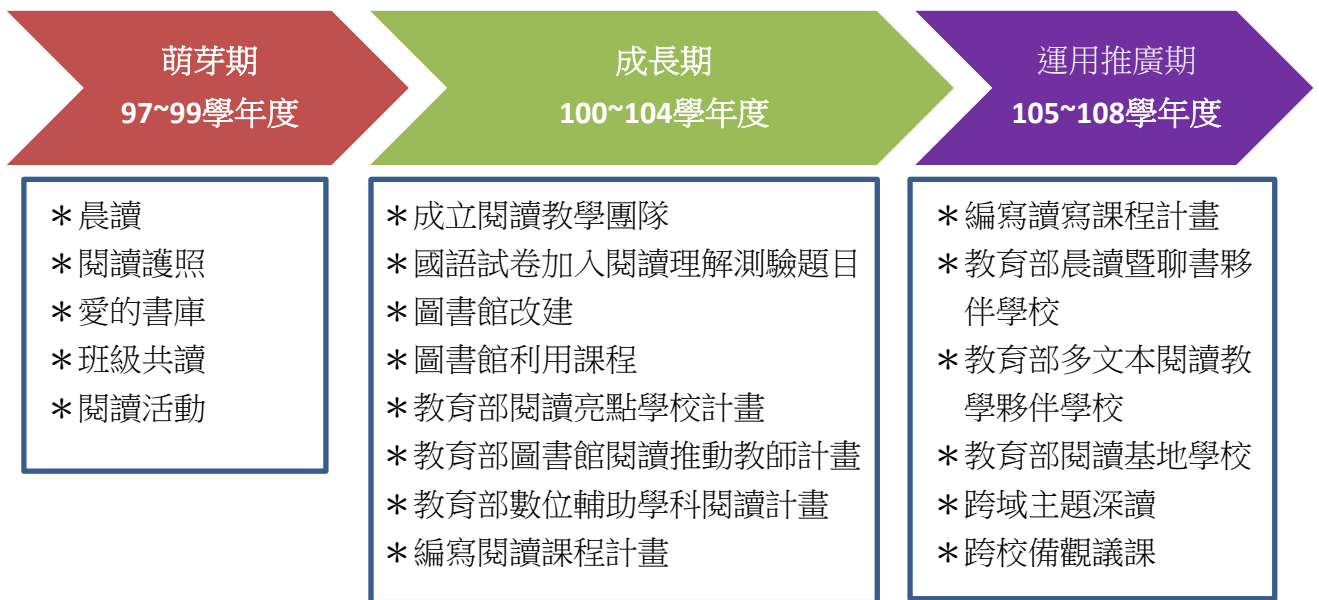 萌芽期
97~99學年度
＊晨讀
＊閱讀護照
＊愛的書庫
＊班級共讀
＊閱讀活動
成長期
100~104學年度
＊成立閱讀教學團隊
＊國語試卷加入閱讀理解測驗題目
＊圖書館改建
＊圖書館利用課程
＊教育部閱讀亮點學校計畫
＊教育部圖書館閱讀推動教師計畫
＊教育部數位輔助學科閱讀計畫
＊編寫閱讀課程計畫
運用推廣期
105~108學年度
＊編寫讀寫課程計畫
＊教育部晨讀暨聊書夥
伴學校
＊教育部多文本閱讀教
學夥伴學校
＊教育部閱讀基地學校
＊跨域主題深讀
＊跨校備觀議課